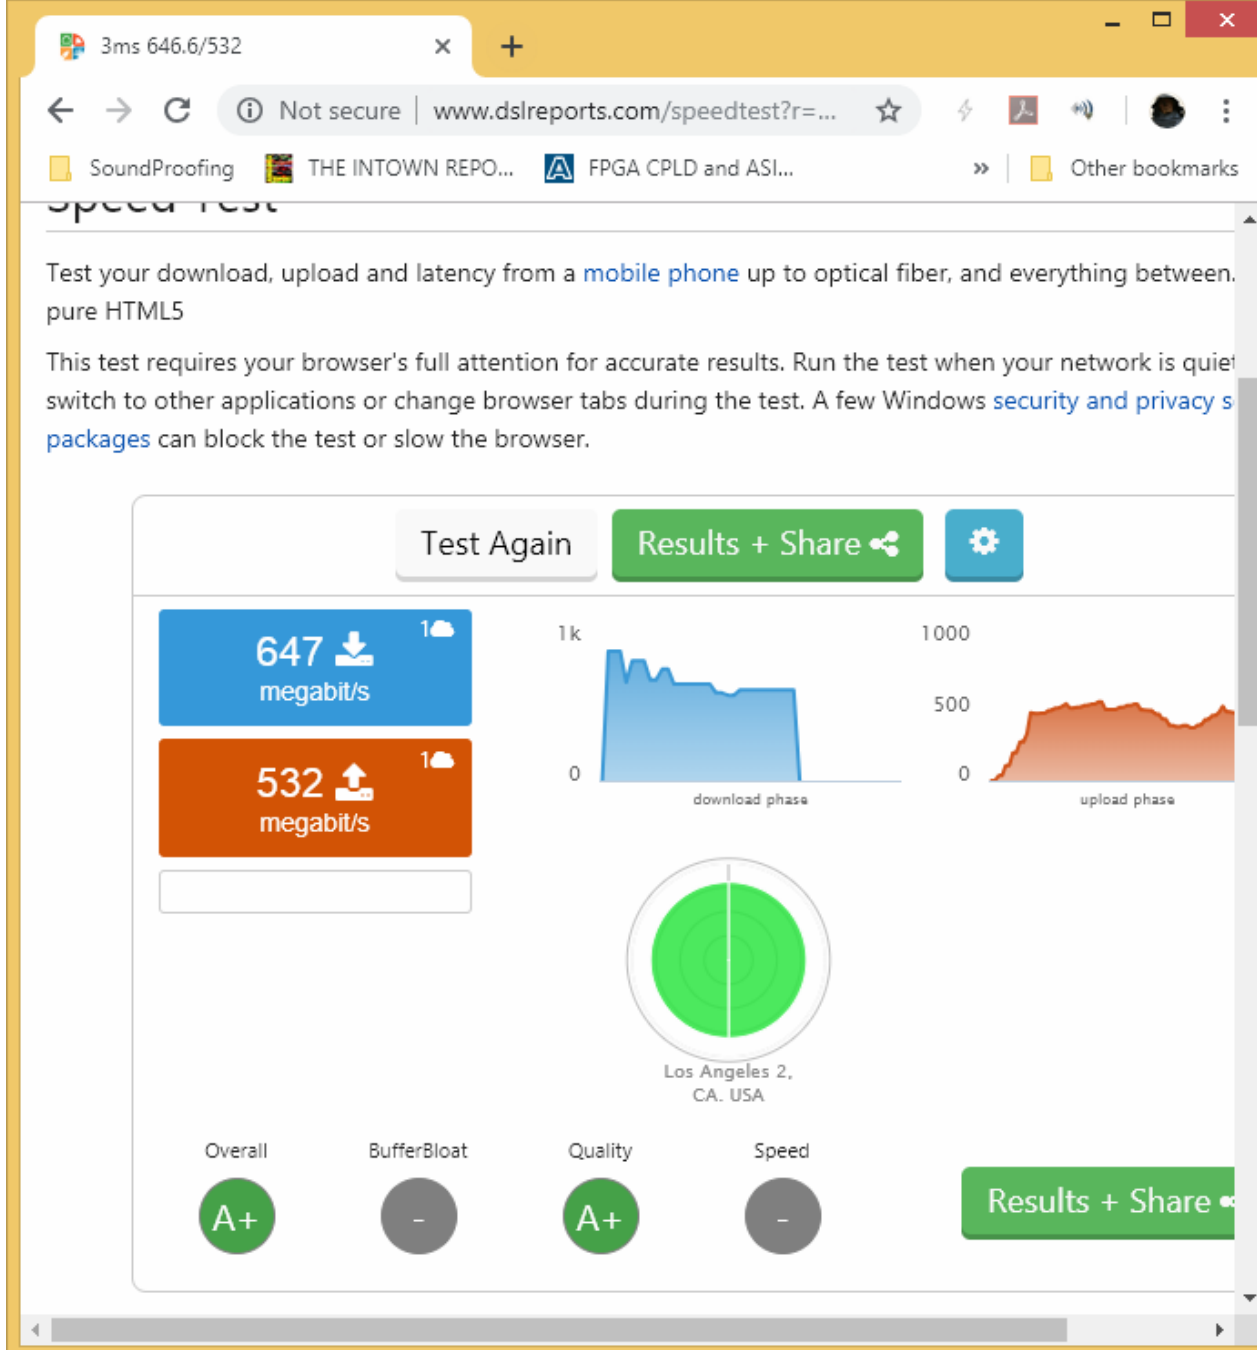 3ms 646.6/532
Not secure www.dslreports.com/speedtest?r=...
SoundProofing THE INTOWN REPO... FPGA CPLD and ASI... » Other bookmarks
Speed Test
Test your download, upload and latency from a mobile phone up to optical fiber, and everything between.
pure HTML5
This test requires your browser's full attention for accurate results. Run the test when your network is quiet
switch to other applications or change browser tabs during the test. A few Windows security and privacy s
packages can block the test or slow the browser.
Test Again Results + Share
647 1
megabit/s
532 1
megabit/s
1k
0
download phase
1000
500
0
upload phase
Los Angeles 2,
CA. USA
Overall BufferBloat Quality Speed
A+ - A+ -
Results + Share